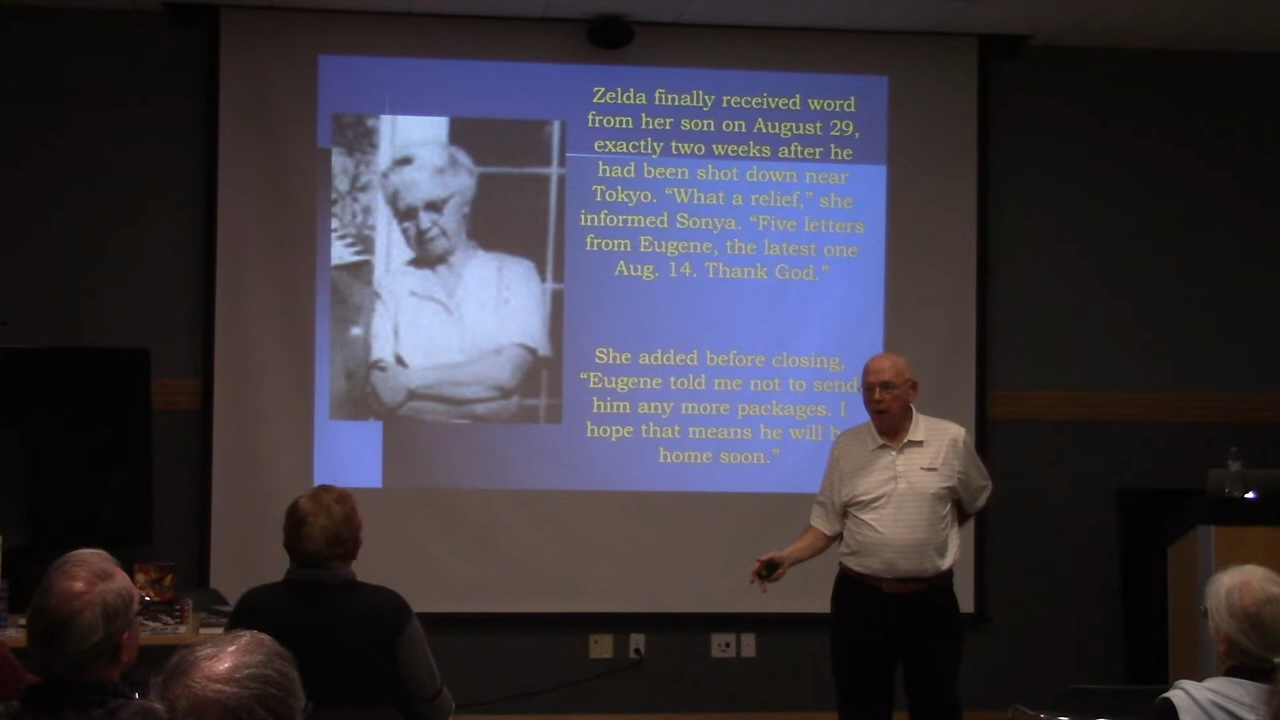 Zelda finally received word
from her son on August 29,
exactly two weeks after he
had been shot down near
Tokyo. “What a relief,” she
informed Sonya. “Five letters
from Eugene, the latest one
Aug. 14. Thank God.”
She added before closing,
“Eugene told me not to send
him any more packages. I
hope that means he will
home soon.”